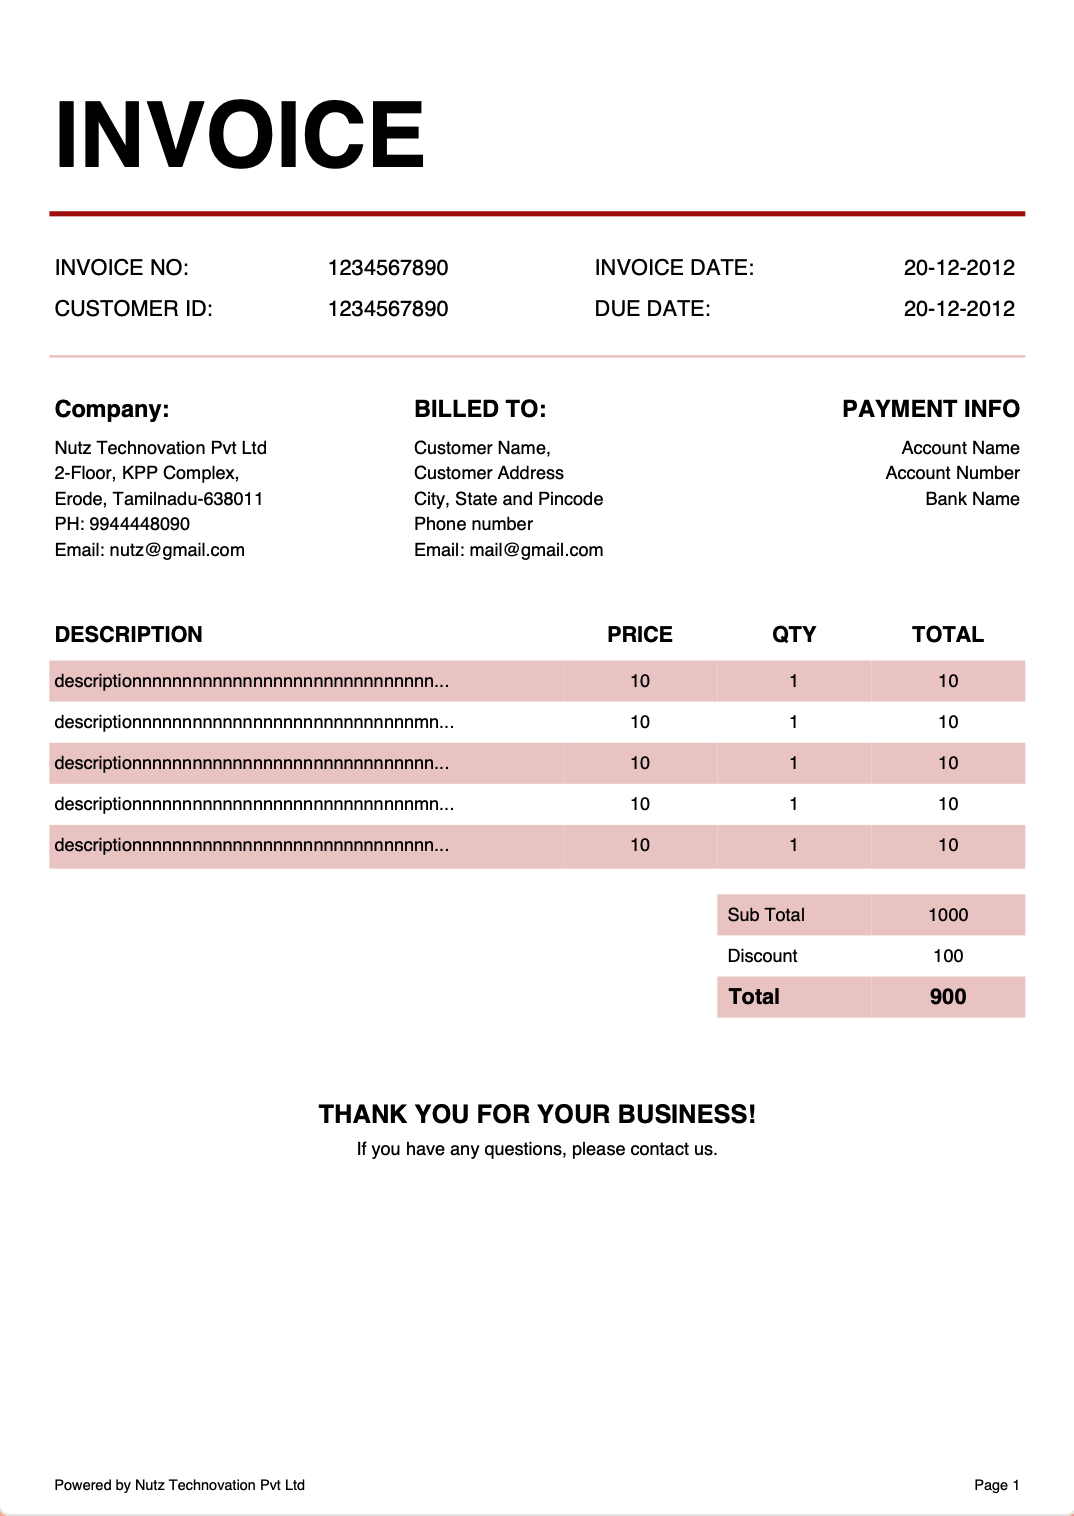 INVOICE
INVOICE NO: 1234567890 INVOICE DATE: 20-12-2012
CUSTOMER ID: 1234567890 DUE DATE: 20-12-2012
Company:
Nutz Technovation Pvt Ltd
2-Floor, KPP Complex,
Erode, Tamilnadu-638011
PH: 9944448090
Email: nutz@gmail.com
BILLED TO:
Customer Name,
Customer Address
City, State and Pincode
Phone number
Email: mail@gmail.com
PAYMENT INFO
Account Name
Account Number
Bank Name
DESCRIPTION PRICE QTY TOTAL
descriptionnnnnnnnnnnnnnnnnnnnnnnnnnnnnnnnnn... 10 1 10
descriptionnnnnnnnnnnnnnnnnnnnnnnnnnnnnnnmn... 10 1 10
descriptionnnnnnnnnnnnnnnnnnnnnnnnnnnnnnnnnn... 10 1 10
descriptionnnnnnnnnnnnnnnnnnnnnnnnnnnnnnnmn... 10 1 10
descriptionnnnnnnnnnnnnnnnnnnnnnnnnnnnnnnnnn... 10 1 10
Sub Total 1000
Discount 100
Total 900
THANK YOU FOR YOUR BUSINESS!
If you have any questions, please contact us.
Powered by Nutz Technovation Pvt Ltd Page 1